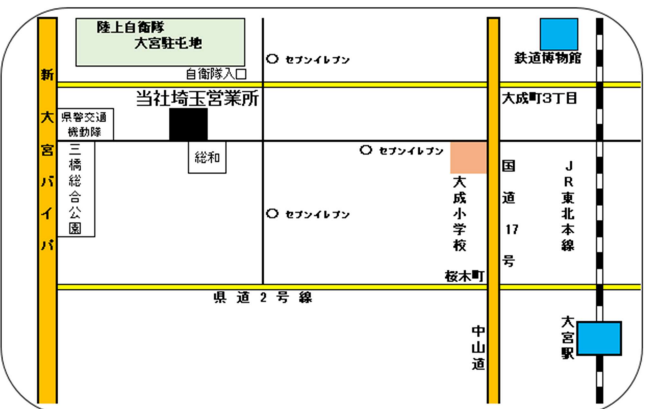 陸上自衛隊
大宮駐屯地
自衛隊入口
セブンイレブン
鉄道博物館
新大宮バイパ
当社埼玉営業所
大成町3丁目
県警交通
機動隊
総和
セブンイレブン
三橋総合公園
大成小学校
国道17号
JR東北本線
セブンイレブン
桜木町
県道2号線
中山道
大宮駅